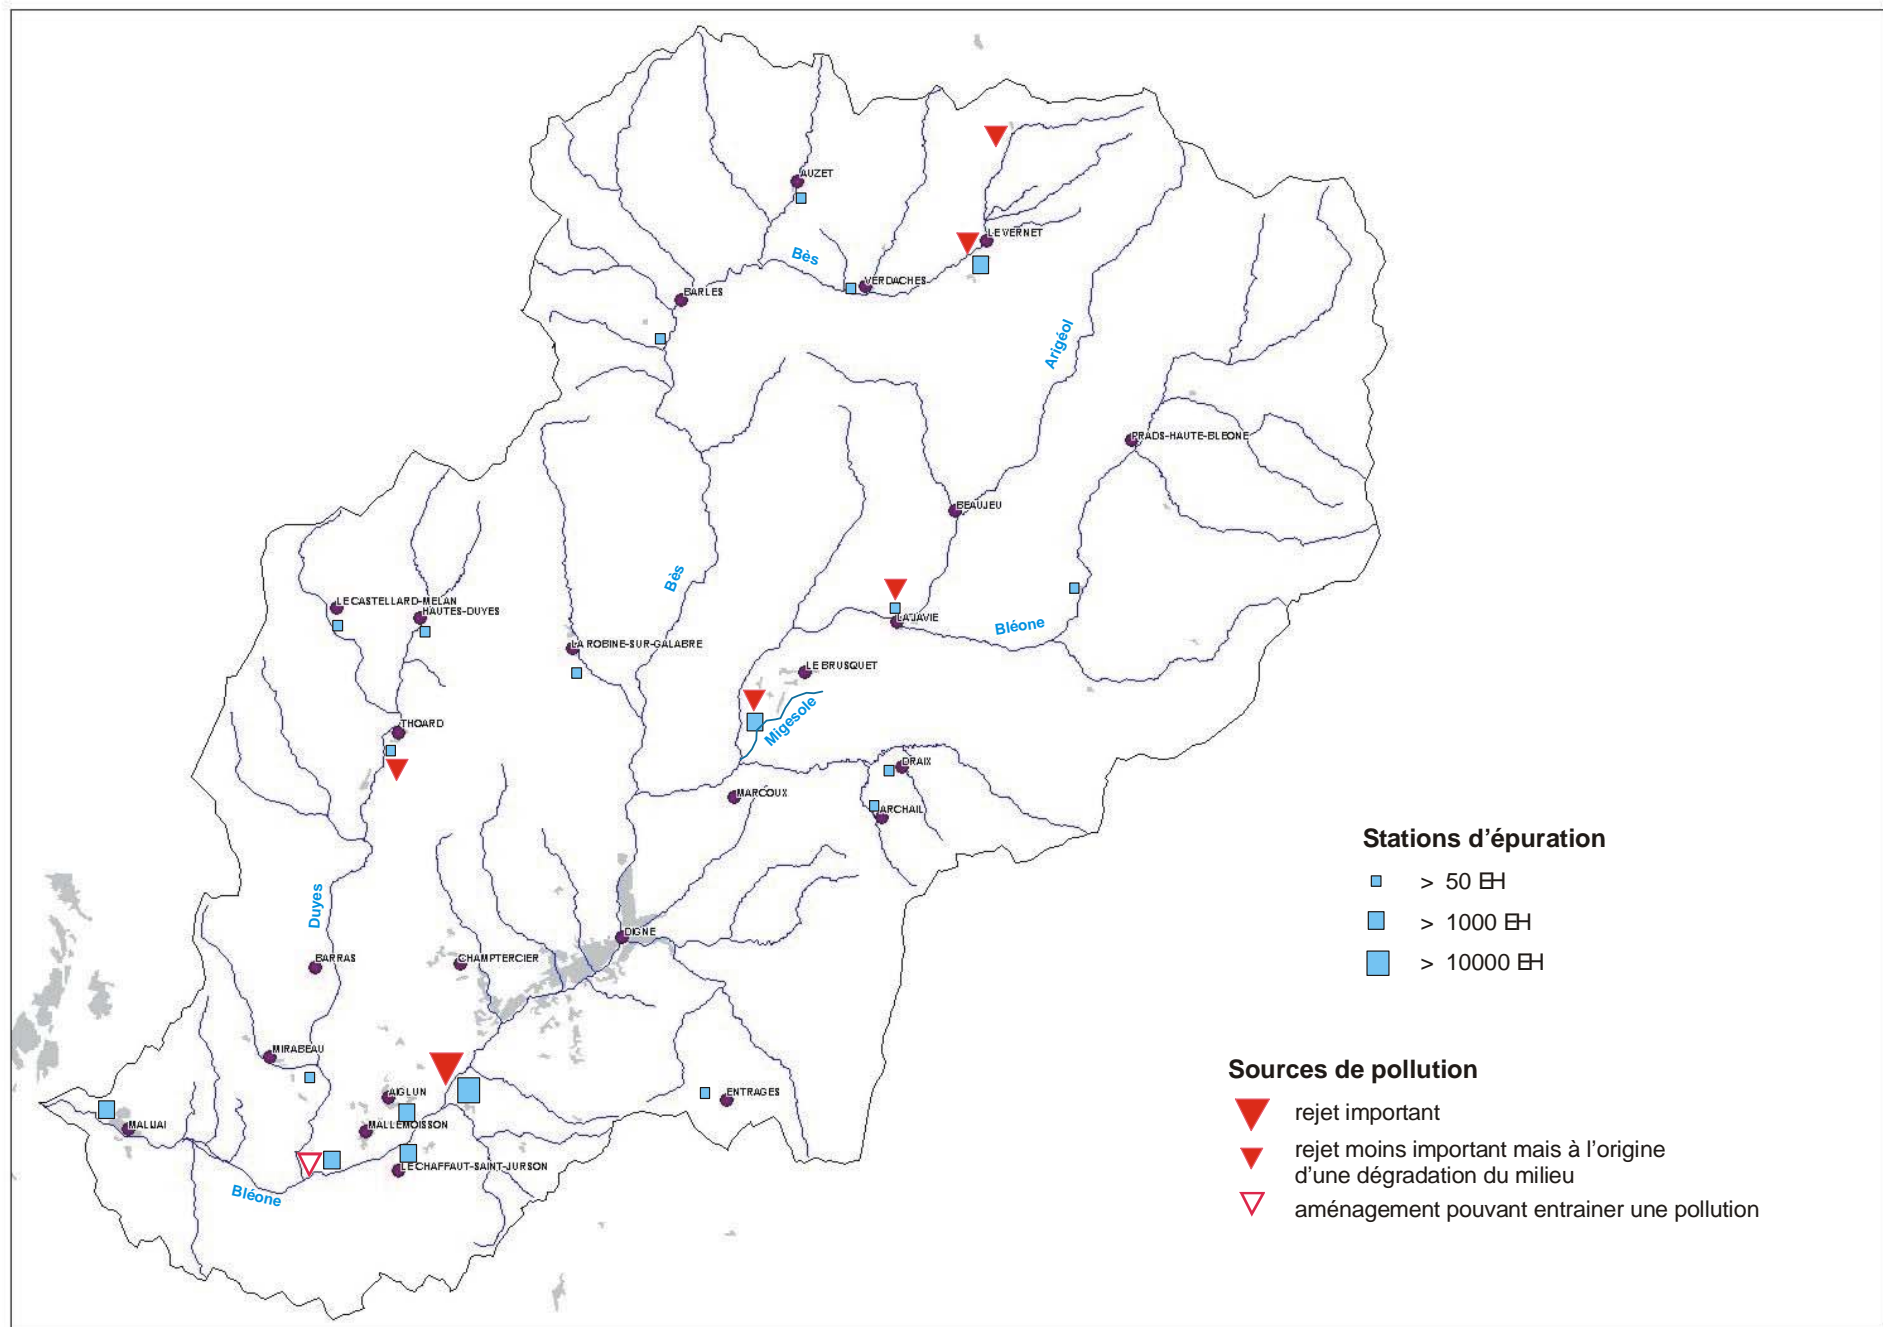 AUZET
LE VERNET
Bès
VERDACHES
BARLES
Arigéol
PRADS-HAUTE-BLEONE
BEAUJEU
Bès
LE CASTELLARD-MELAN
HAUTES-DUYES
LA JAVIE
Bléone
LA ROBINE-SUR-GALABRE
LE BRUSQUET
Migesole
THOARD
DRAIX
MARCOUX
ARCHAIL
Duyes
DIGNE
BARRAS
CHAMPTERCIER
MIRABEAU
AIGLUN
ENTRAGES
MALIJAI
MALLEMOISSON
LE CHAFFAUT-SAINT-JURSON
Bléone
Stations d’épuration
> 50 EH
> 1000 EH
> 10000 EH
Sources de pollution
rejet important
rejet moins important mais à l’origine
d’une dégradation du milieu
aménagement pouvant entrainer une pollution